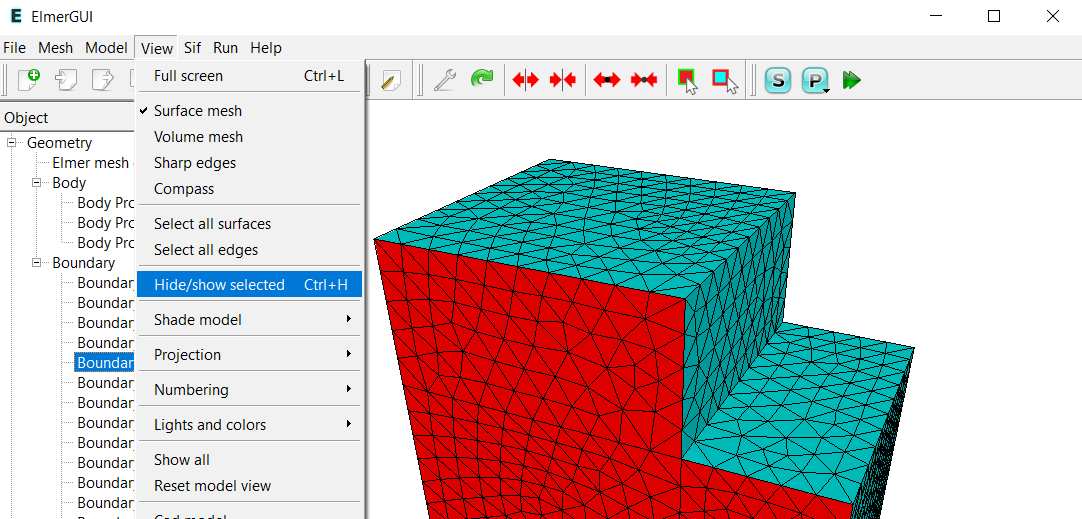 E ElmerGUI
File Mesh Model View Sif Run Help
S P
Object
Geometry
Elmer mesh
Body
Body Pro
Body Pro
Body Pro
Boundary
Boundar
Boundar
Boundar
Boundar
Boundar
Boundar
Boundar
Boundar
Boundar
Boundar
Boundar
Boundar
Full screen Ctrl+L
Surface mesh
Volume mesh
Sharp edges
Compass
Select all surfaces
Select all edges
Hide/show selected Ctrl+H
Shade model
Projection
Numbering
Lights and colors
Show all
Reset model view
Cad model